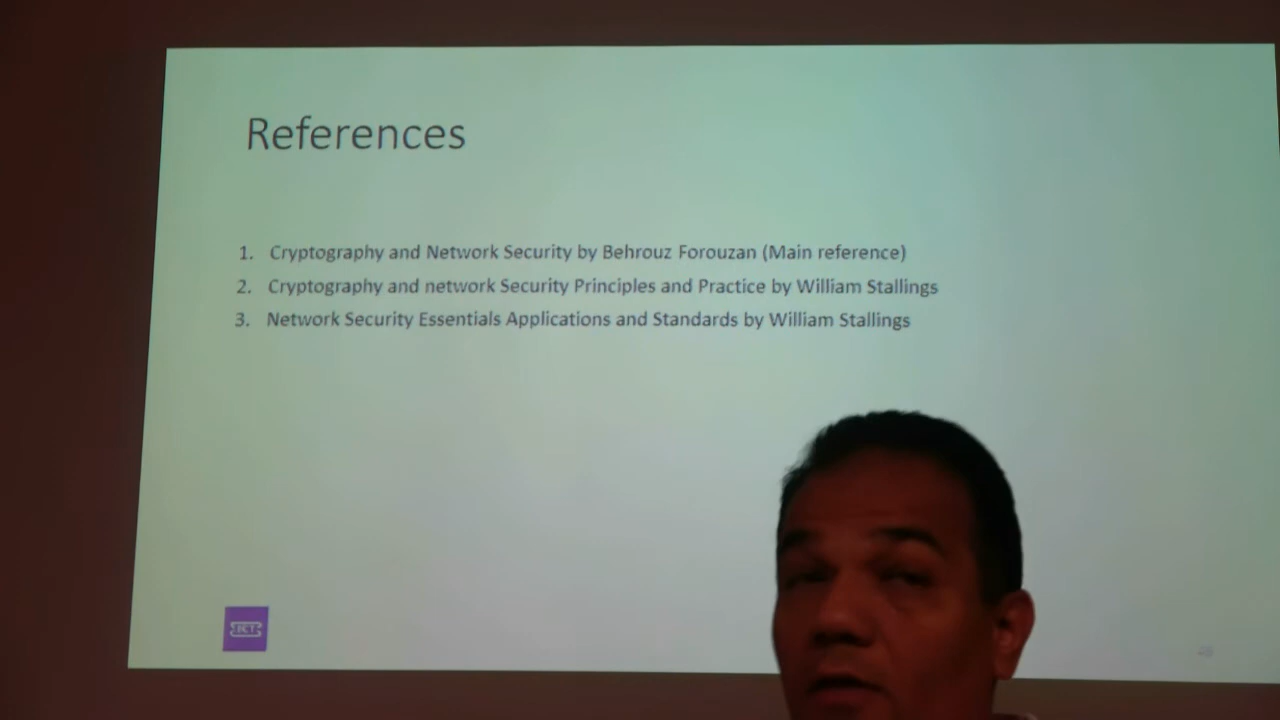 References
1. Cryptography and Network Security by Behrouz Forouzan (Main reference)
2. Cryptography and network Security Principles and Practice by William Stallings
3. Network Security Essentials Applications and Standards by William Stallings